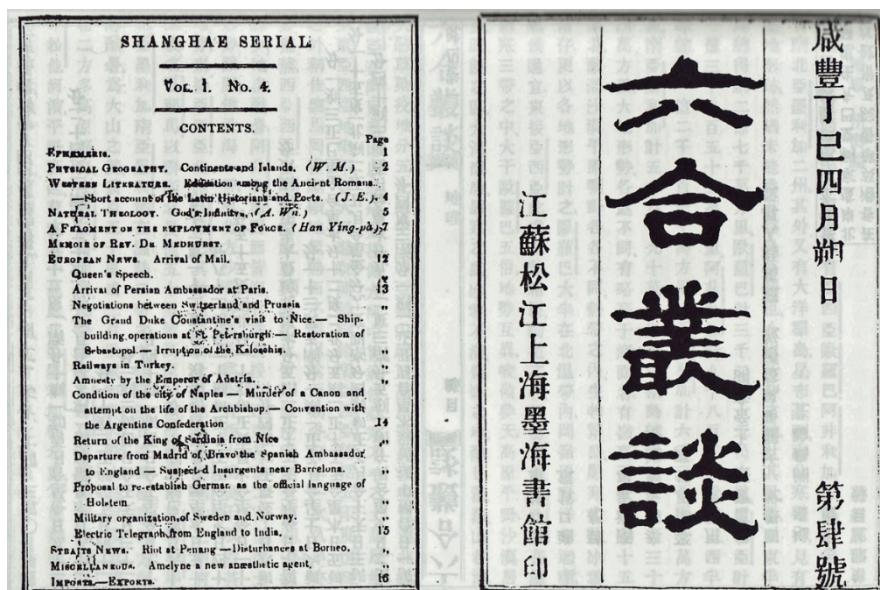 SHANGHAE SERIAL
VOL. 1. No. 4.
CONTENTS.
Page
EPHEMERIS. 1
PHYSICAL GEOGRAPHY. Continents and Islands. (W. M.) 2
WESTERN LITERATURE. Education among the Ancient Romans.
—Short account of the Latin Historians and Poets. (J. E.) 4
NATURAL THEOLOGY. God's Infinity, (A. Wn.) 5
A FRAGMENT ON THE EMPLOYMENT OF FORCE. (Han Ying-pà) 7
MEMOIR OF REV. DR. MEDHURST.
EUROPEAN NEWS. Arrival of Mail. 12
Queen's Speech. „
Arrival of Persian Ambassador at Paris. 13
Negotiations between Switzerland and Prussia „
The Grand Duke Constantine's visit to Nice.— Ship-
building operations at St. Petersburgh.— Restoration of
Sebastopol.— Irruption of the Kaloshis. „
Railways in Turkey. „
Amnesty by the Emperor of Austria. „
Condition of the city of Naples — Murder of a Canon and
attempt on the life of the Archbishop.— Convention with
the Argentine Confederation 14
Return of the King of Sardinia from Nice „
Departure from Madrid of Bravo the Spanish Ambassador
to England — Suspected Insurgents near Barcelona. „
Proposal to re-establish German as the official language of
Holstein „
Military organization of Sweden and Norway. „
Electric Telegraph from England to India. 15
STRAITS NEWS. Riot at Penang —Disturbances at Borneo. „
MISCELLANEOUS. Amelyne a new anæsthetic agent. „
IMPORTS—EXPORTS. 16
咸豐丁巳四月朔日 第肆號
六合叢談
江蘇松江上海墨海書館印